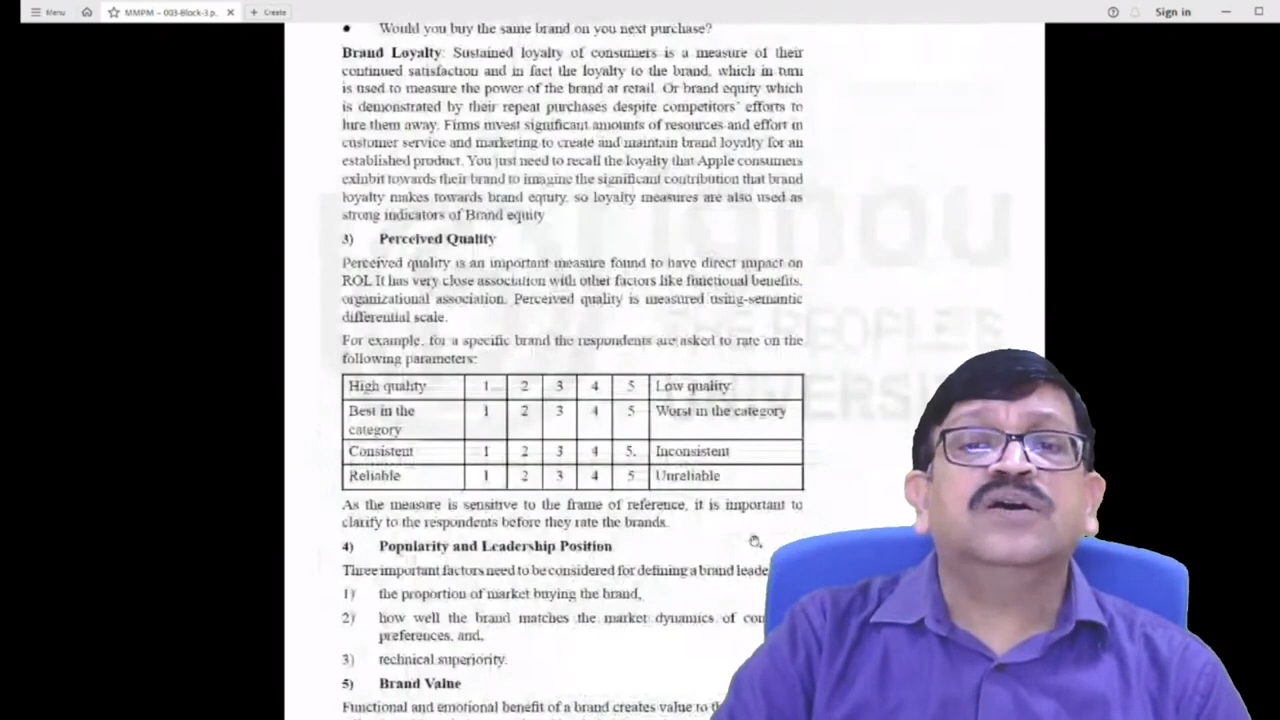 Menu
MMPM – 003-Block-3.p..
Create
Sign in
• Would you buy the same brand on you next purchase?
Brand Loyalty: Sustained loyalty of consumers is a measure of their
continued satisfaction and in fact the loyalty to the brand, which in turn
is used to measure the power of the brand at retail. Or brand equity which
is demonstrated by their repeat purchases despite competitors' efforts to
lure them away. Firms invest significant amounts of resources and effort in
customer service and marketing to create and maintain brand loyalty for an
established product. You just need to recall the loyalty that Apple consumers
exhibit towards their brand to imagine the significant contribution that brand
loyalty makes towards brand equity, so loyalty measures are also used as
strong indicators of Brand equity
3) Perceived Quality
Perceived quality is an important measure found to have direct impact on
ROI. It has very close association with other factors like functional benefits,
organizational association. Perceived quality is measured using-semantic
differential scale.
For example, for a specific brand the respondents are asked to rate on the
following parameters:
High quality 1 2 3 4 5 Low quality
Best in the 1 2 3 4 5 Worst in the category
category
Consistent 1 2 3 4 5. Inconsistent
Reliable 1 2 3 4 5 Unreliable
As the measure is sensitive to the frame of reference, it is important to
clarify to the respondents before they rate the brands.
4) Popularity and Leadership Position
Three important factors need to be considered for defining a brand leade
1) the proportion of market buying the brand,
2) how well the brand matches the market dynamics of
preferences, and,
3) technical superiority.
5) Brand Value
Functional and emotional benefit of a brand creates value to
ignou
THE PEOPLE'S
UNIVERSI